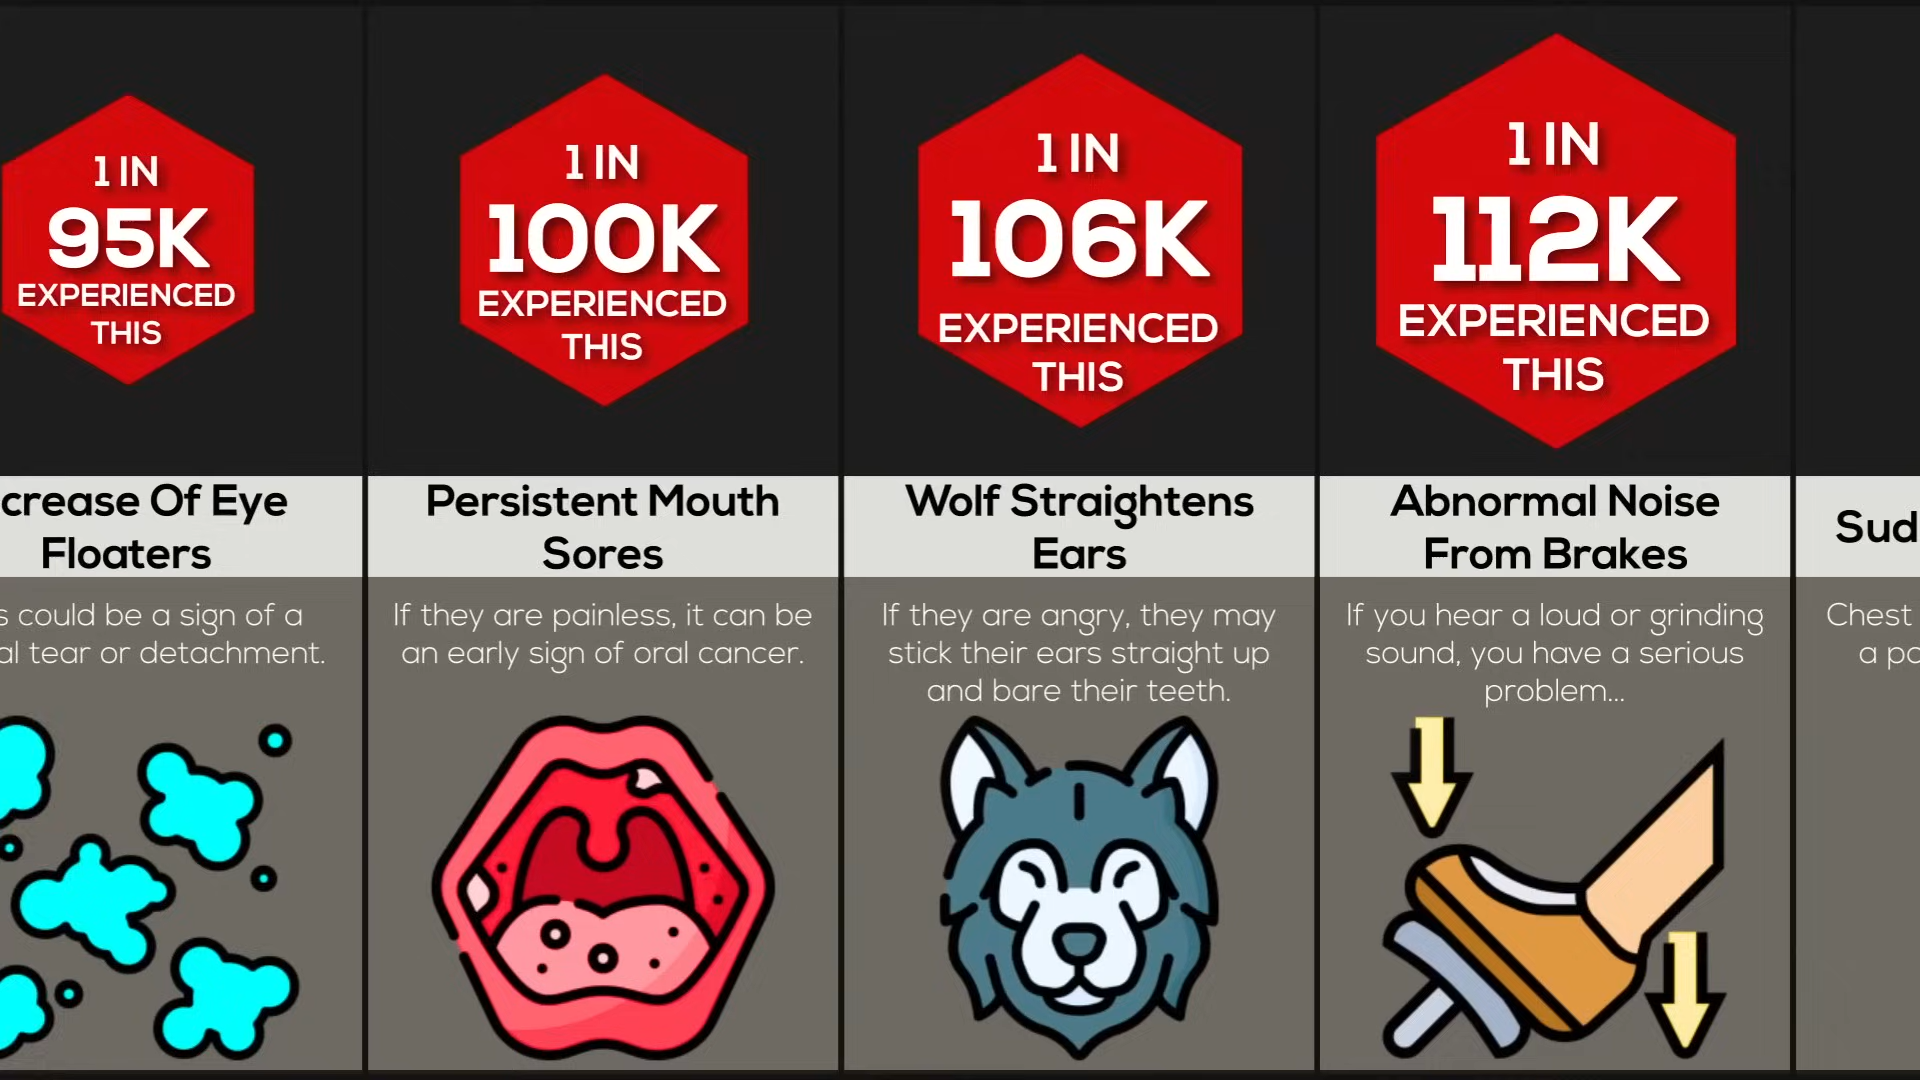 1 IN
95K
EXPERIENCED
THIS
crease Of Eye
Floaters
s could be a sign of a
al tear or detachment.
1 IN
100K
EXPERIENCED
THIS
Persistent Mouth
Sores
If they are painless, it can be
an early sign of oral cancer.
1 IN
106K
EXPERIENCED
THIS
Wolf Straightens
Ears
If they are angry, they may
stick their ears straight up
and bare their teeth.
1 IN
112K
EXPERIENCED
THIS
Abnormal Noise
From Brakes
If you hear a loud or grinding
sound, you have a serious
problem...
Sud
Chest
a po